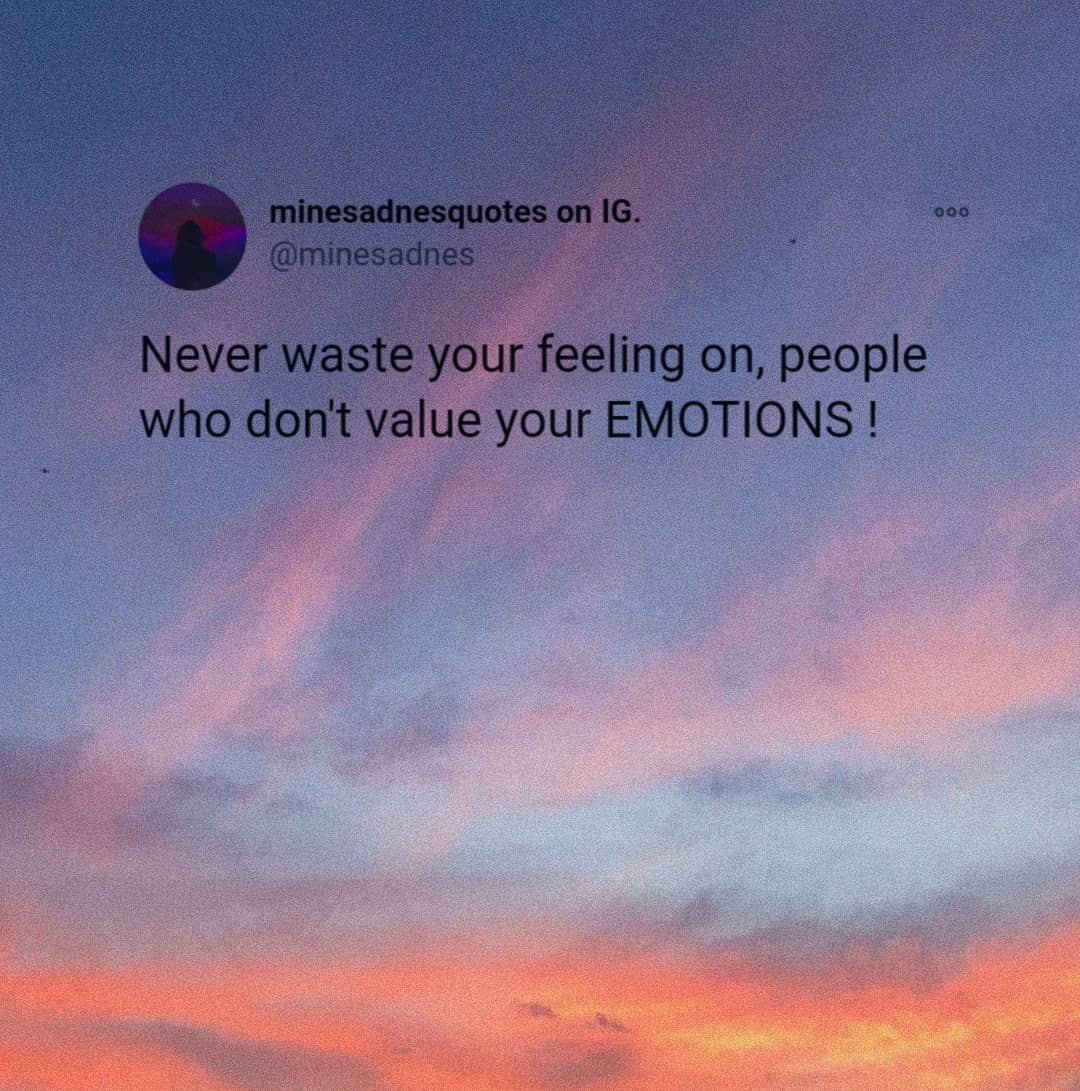 minesadnesquotes on IG.
@minesadnes
Never waste your feeling on, people
who don't value your EMOTIONS !